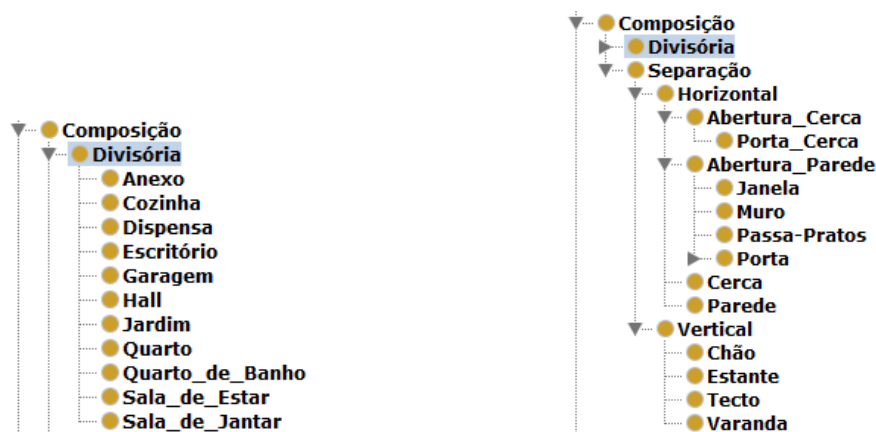 Composição
Divisória
Anexo
Cozinha
Dispensa
Escritório
Garagem
Hall
Jardim
Quarto
Quarto_de_Banho
Sala_de_Estar
Sala_de_Jantar
Composição
Divisória
Separação
Horizontal
Abertura_Cerca
Porta_Cerca
Abertura_Parede
Janela
Muro
Passa-Pratos
Porta
Cerca
Parede
Vertical
Chão
Estante
Tecto
Varanda